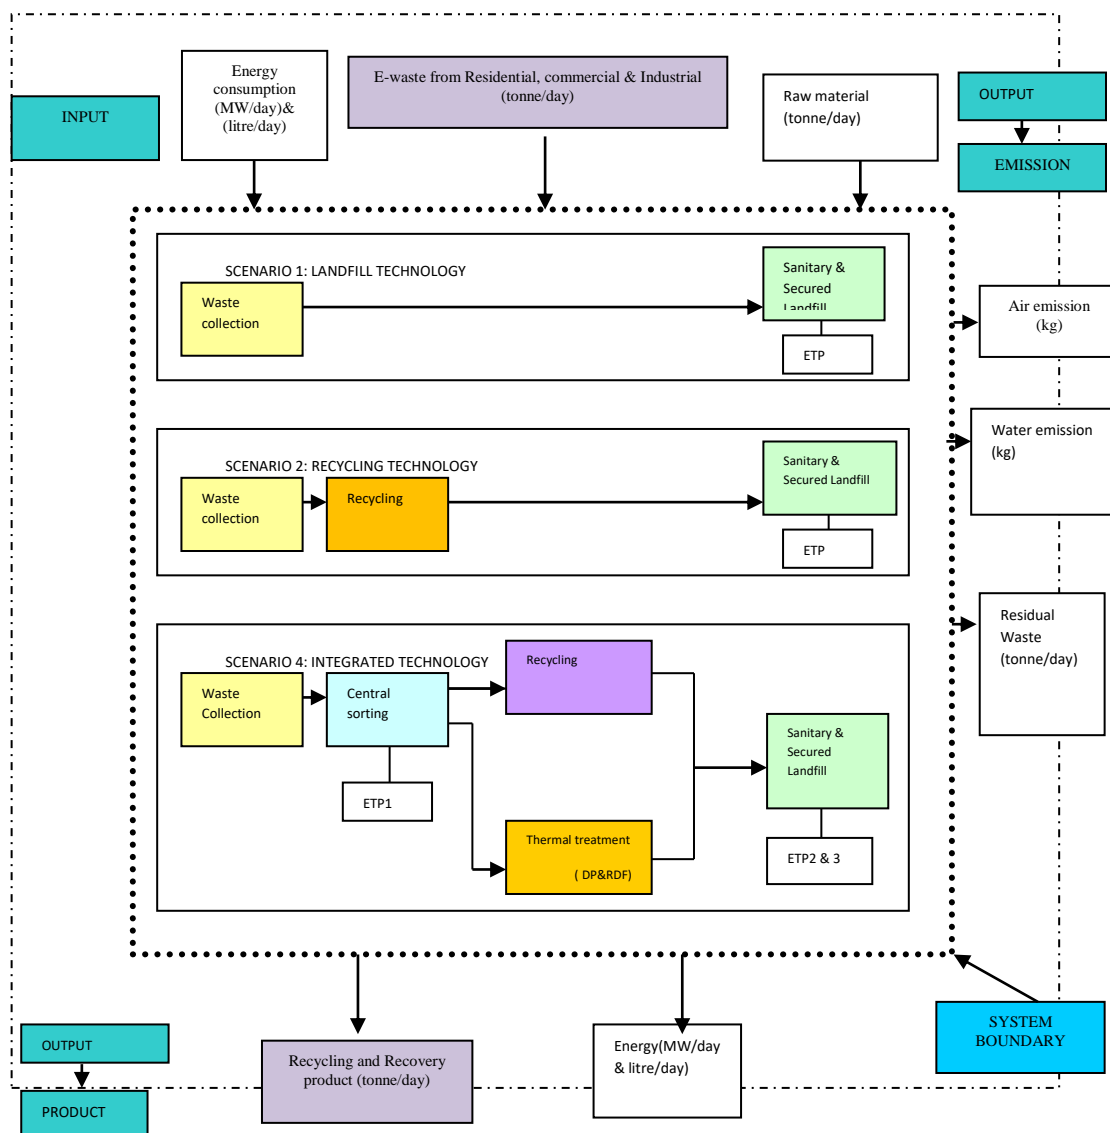 Energy
consumption
(MW/day)&
(litre/day)
E-waste from Residential, commercial & Industrial
(tonne/day)
Raw material
(tonne/day)
OUTPUT
INPUT
EMISSION
SCENARIO 1: LANDFILL TECHNOLOGY
Waste
collection
Sanitary &
Secured
Landfill
ETP
Air emission
(kg)
SCENARIO 2: RECYCLING TECHNOLOGY
Waste
collection
Recycling
Sanitary &
Secured Landfill
ETP
Water emission
(kg)
Residual
Waste
(tonne/day)
SCENARIO 4: INTEGRATED TECHNOLOGY
Waste
Collection
Central
sorting
ETP1
Recycling
Thermal treatment
( DP&RDF)
Sanitary &
Secured
Landfill
ETP2 & 3
SYSTEM
BOUNDARY
OUTPUT
PRODUCT
Recycling and Recovery
product (tonne/day)
Energy(MW/day
& litre/day)